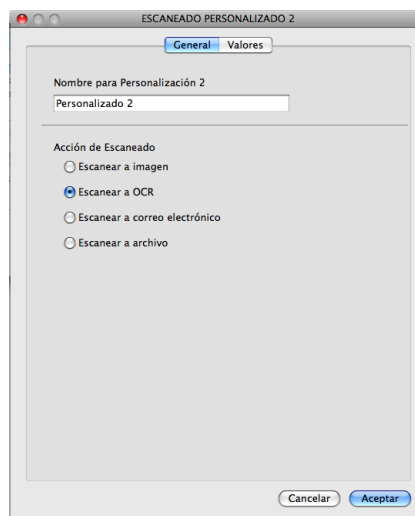 ESCANEADO PERSONALIZADO 2
General Valores
Nombre para Personalización 2
Personalizado 2
Acción de Escaneado
Escanear a imagen
Escanear a OCR
Escanear a correo electrónico
Escanear a archivo
Cancelar Aceptar